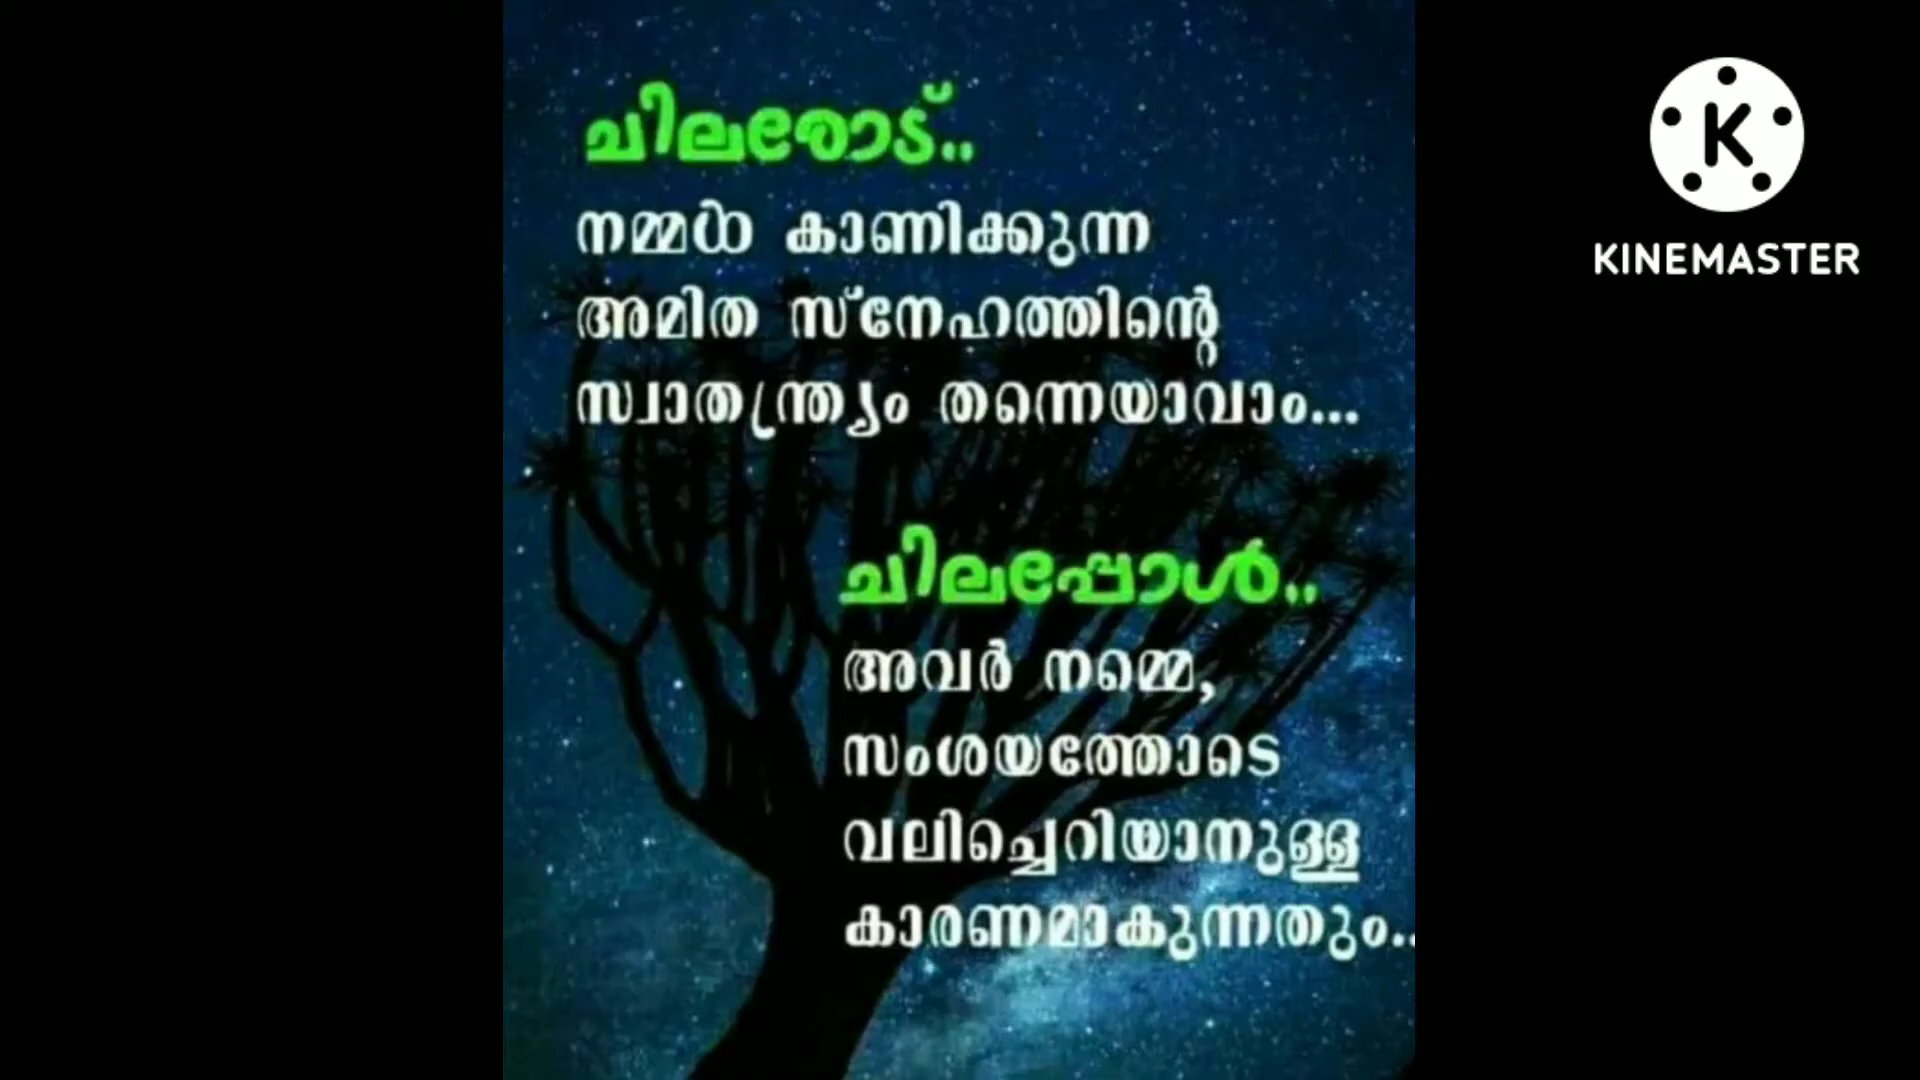 ചിലരോട്..
നമ്മൾ കാണിക്കുന്ന
അമിത സ്നേഹത്തിന്റെ
സ്വാതന്ത്ര്യം തന്നെയാവാം...
ചിലപ്പോൾ..
അവർ നമ്മെ,
സംശയത്തോടെ
വലിച്ചെറിയാനുള്ള
കാരണമാകുന്നതും..
K
KINEMASTER